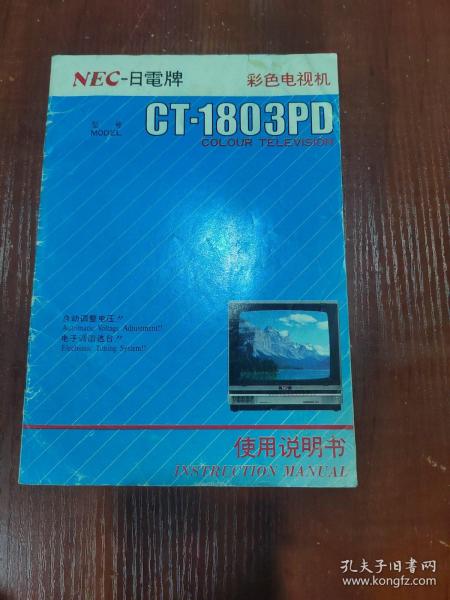 NEC-日電牌 彩色电视机
型号 CT-1803PD
MODEL
COLOUR TELEVISION
自动调整电压!!
Automatic Voltage Adjustment!!
电子调谐选台!!
Electronic Tuning System!!
NEC
使用说明书
INSTRUCTION MANUAL
孔夫子旧书网
www.kongfz.com